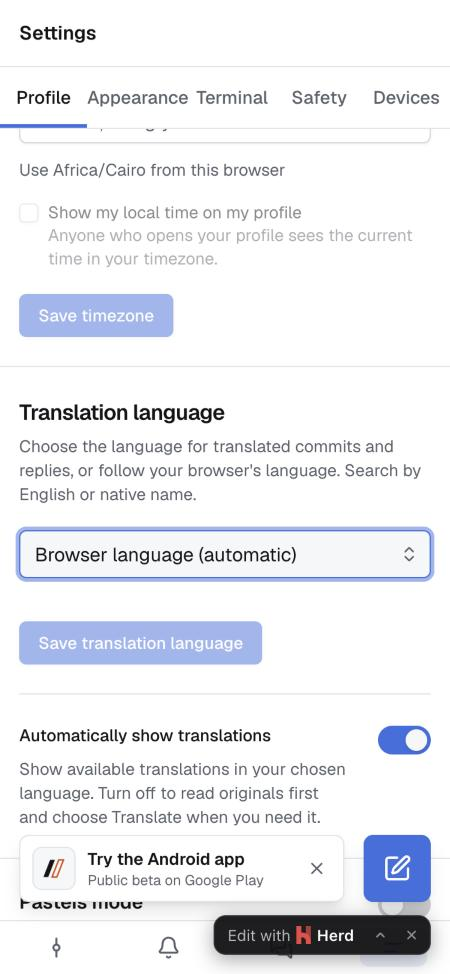 Settings
Profile Appearance Terminal Safety Devices
Use Africa/Cairo from this browser
Show my local time on my profile
Anyone who opens your profile sees the current
time in your timezone.
Save timezone
Translation language
Choose the language for translated commits and
replies, or follow your browser's language. Search by
English or native name.
Browser language (automatic)
Save translation language
Automatically show translations
Show available translations in your chosen
language. Turn off to read originals first
and choose Translate when you need it.
Try the Android app
Public beta on Google Play
Pastels mode
Edit with Herd